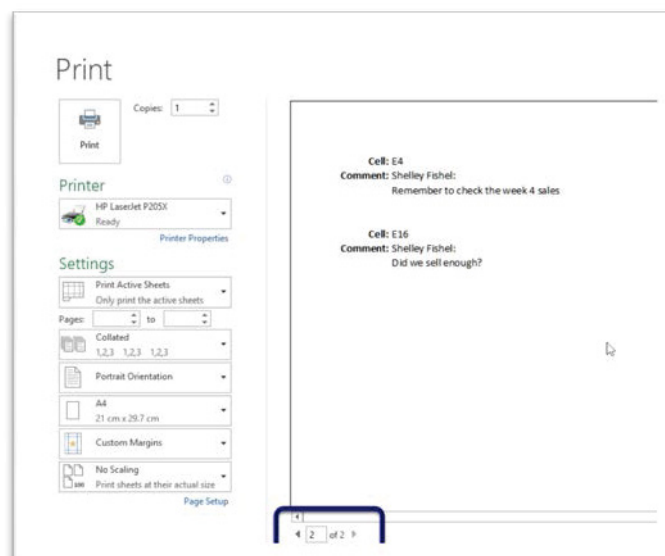 Print
Copies: 1
Print
Printer
HP LaserJet P205X
Ready
Printer Properties
Settings
Print Active Sheets
Only print the active sheets
Pages: to
Collated
1,2,3 1,2,3 1,2,3
Portrait Orientation
A4
21 cm x 29.7 cm
Custom Margins
No Scaling
100
Print sheets at their actual size
Page Setup
Cell: E4
Comment: Shelley Fishel:
Remember to check the week 4 sales
Cell: E16
Comment: Shelley Fishel:
Did we sell enough?
2 of 2